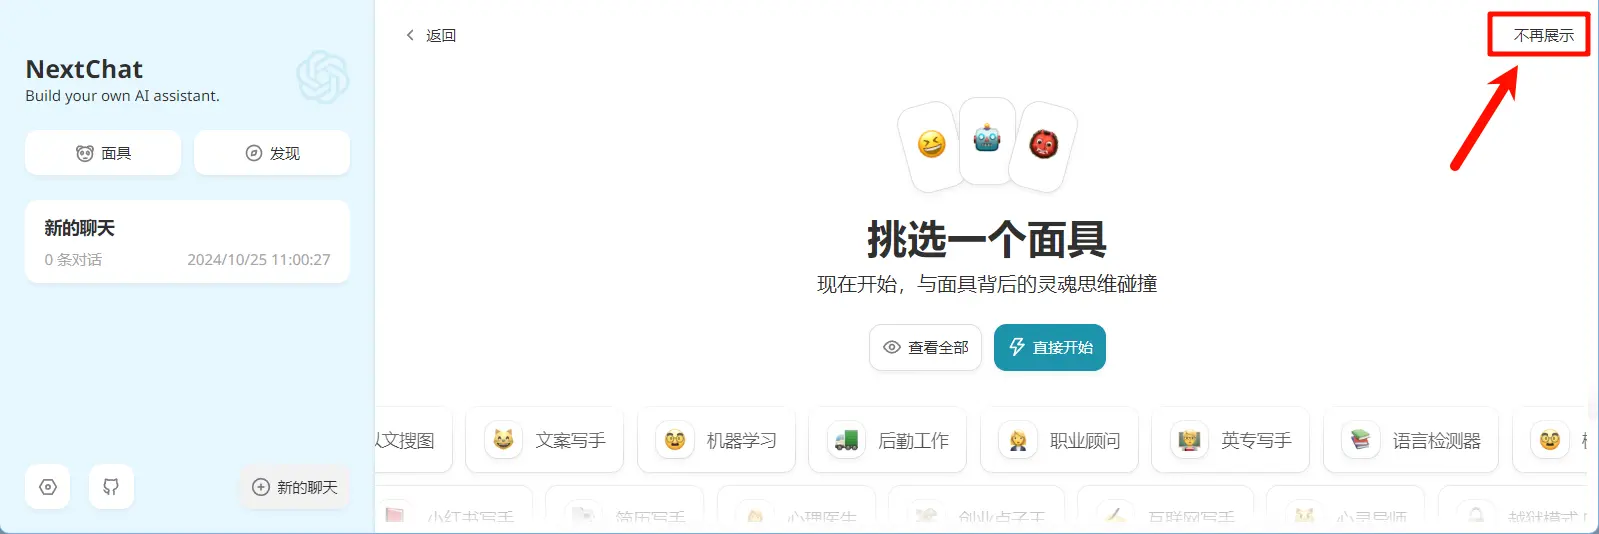 NextChat
Build your own AI assistant.
面具
发现
新的聊天
0 条对话
2024/10/25 11:00:27
新的聊天
返回
不再展示
挑选一个面具
现在开始，与面具背后的灵魂思维碰撞
查看全部
直接开始
以文搜图
文案写手
机器学习
后勤工作
职业顾问
英专写手
语言检测器
小红书写手
简历写手
心理医生
创业点子王
互联网写手
心灵导师
越狱模式